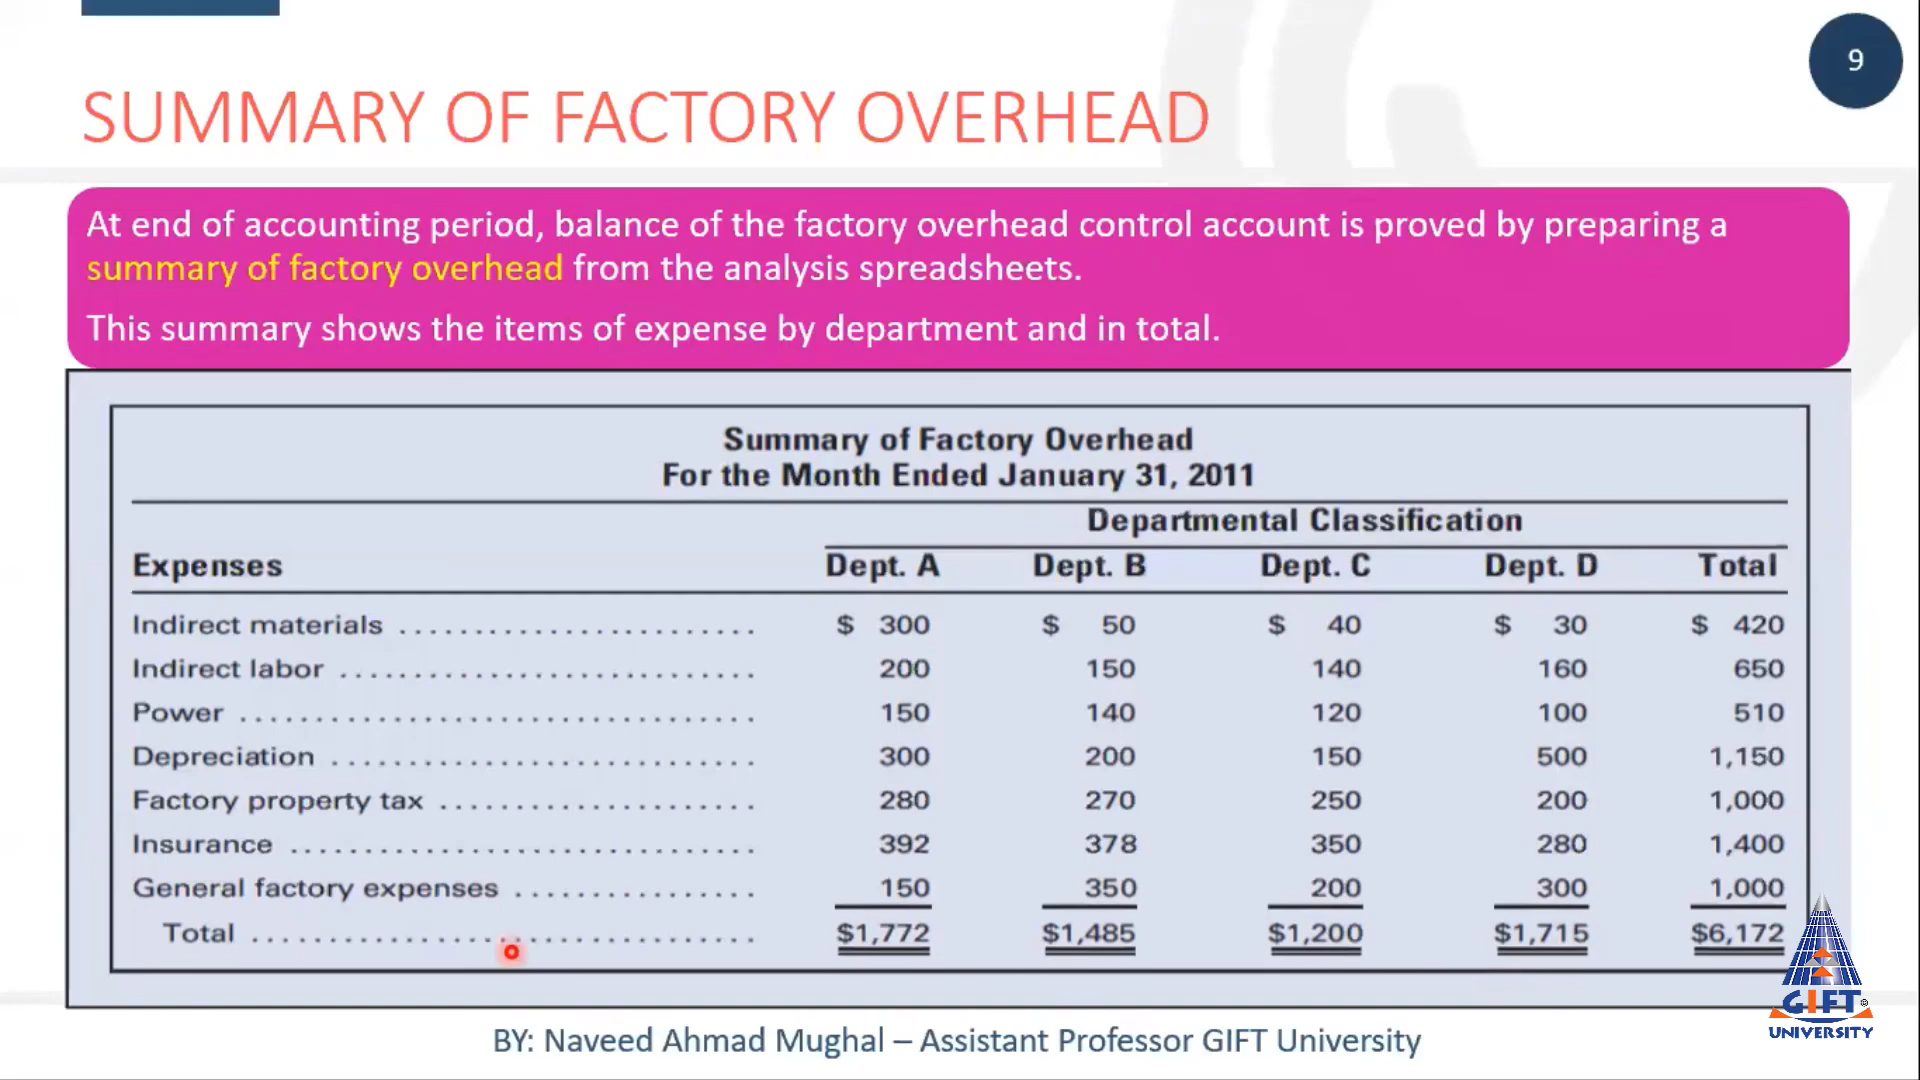 9
SUMMARY OF FACTORY OVERHEAD
At end of accounting period, balance of the factory overhead control account is proved by preparing a
summary of factory overhead from the analysis spreadsheets.
This summary shows the items of expense by department and in total.
Summary of Factory Overhead
For the Month Ended January 31, 2011
Departmental Classification
Expenses Dept. A Dept. B Dept. C Dept. D Total
Indirect materials ........................ $ 300 $ 50 $ 40 $ 30 $ 420
Indirect labor ............................ 200 150 140 160 650
Power .................................. 150 140 120 100 510
Depreciation ............................ 300 200 150 500 1,150
Factory property tax ..................... 280 270 250 200 1,000
Insurance ............................... 392 378 350 280 1,400
General factory expenses ................ 150 350 200 300 1,000
Total ................................. $1,772 $1,485 $1,200 $1,715 $6,172
GIFT©
UNIVERSITY
BY: Naveed Ahmad Mughal – Assistant Professor GIFT University